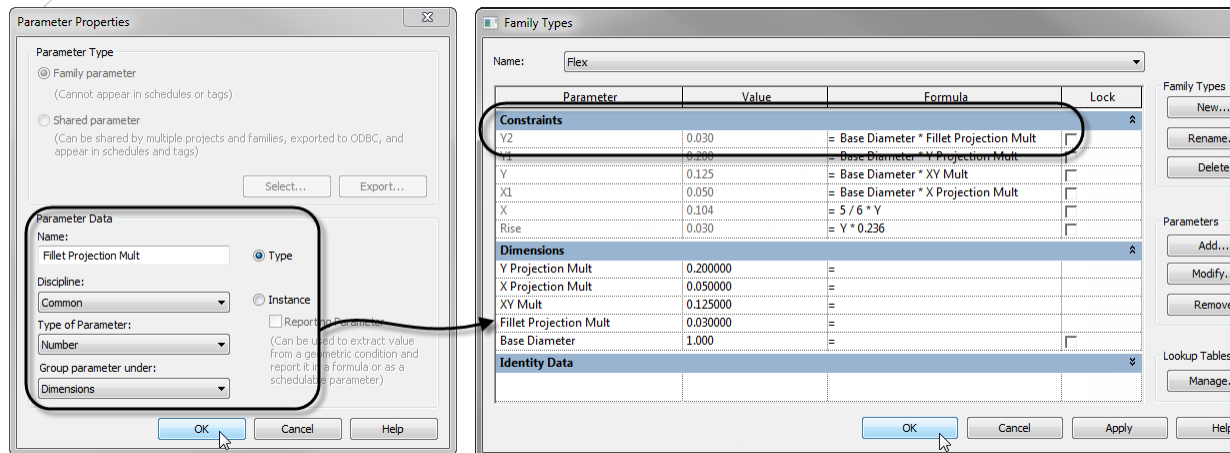 Parameter Properties
Parameter Type
Family parameter
(Cannot appear in schedules or tags)
Shared parameter
(Can be shared by multiple projects and families, exported to ODBC, and
appear in schedules and tags)
Select...
Export...
Parameter Data
Name:
Fillet Projection Mult
Type
Discipline:
Common
Instance
Type of Parameter:
Reporting Parameter
Number
(Can be used to extract value
from a geometric condition and
report it in a formula or as a
schedulable parameter)
Group parameter under:
Dimensions
OK
Cancel
Help
Family Types
Name:
Flex
Parameter Value Formula Lock
Constraints
Y2 0.030 = Base Diameter * Fillet Projection Mult
Y1 0.200 = Base Diameter * Y Projection Mult
Y 0.125 = Base Diameter * XY Mult
X1 0.050 = Base Diameter * X Projection Mult
X 0.104 = 5 / 6 * Y
Rise 0.030 = Y * 0.236
Dimensions
Y Projection Mult 0.200000 =
X Projection Mult 0.050000 =
XY Mult 0.125000 =
Fillet Projection Mult 0.030000 =
Base Diameter 1.000 =
Identity Data
OK
Cancel
Apply
Help
Family Types
New...
Rename.
Delete
Parameters
Add...
Modify.
Remove
Lookup Tables
Manage.